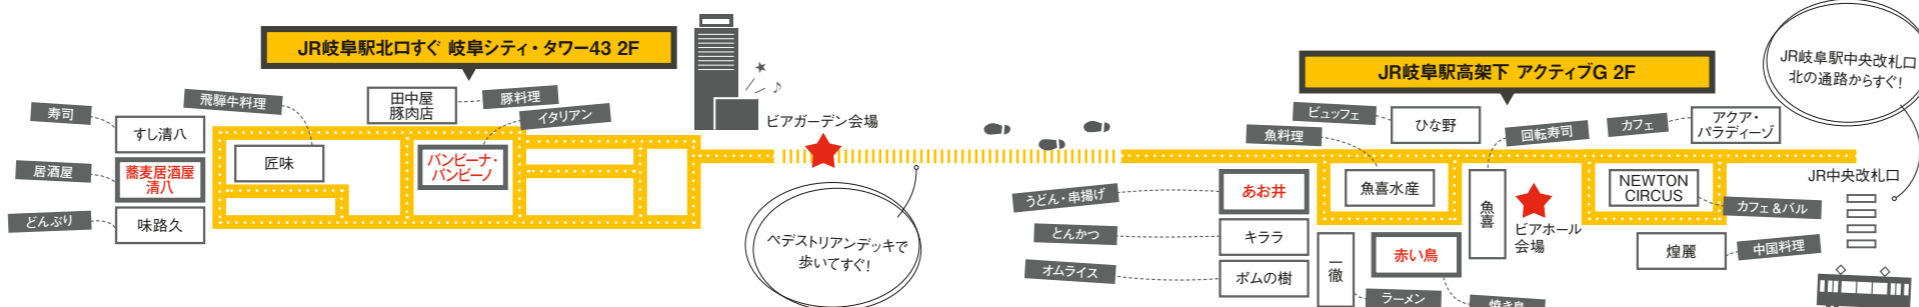 JR岐阜駅北口すぐ 岐阜シティ・タワー43 2F
寿司
すし清八
居酒屋
蕎麦居酒屋
清八
どんぶり
味路久
飛騨牛料理
匠味
田中屋
豚肉店
豚料理
イタリアン
バンビーナ・
バンビーノ
ビアガーデン会場
ペデストリアンデッキで
歩いてすぐ!
JR岐阜駅高架下 アクティブG 2F
うどん・串揚げ
あお井
とんかつ
キララ
オムライス
ポムの樹
ビュッフェ
ひな野
魚料理
魚喜水産
回転寿司
魚喜
一徹
ラーメン
赤い鳥
焼き鳥
ビアホール
会場
カフェ
アクア・
パラディーゾ
NEWTON
CIRCUS
カフェ&バル
煌麗
中国料理
JR岐阜駅中央改札口
北の通路からすぐ!
JR中央改札口